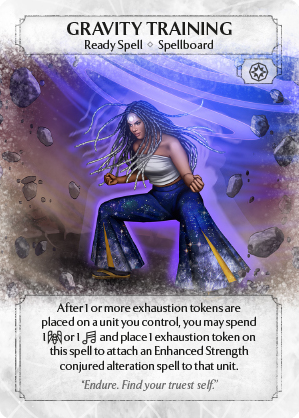 GRAVITY TRAINING
Ready Spell ⬦ Spellboard
After 1 or more exhaustion tokens are
placed on a unit you control, you may spend
1 or 1 and place 1 exhaustion token on
this spell to attach an Enhanced Strength
conjured alteration spell to that unit.
"Endure. Find your truest self."